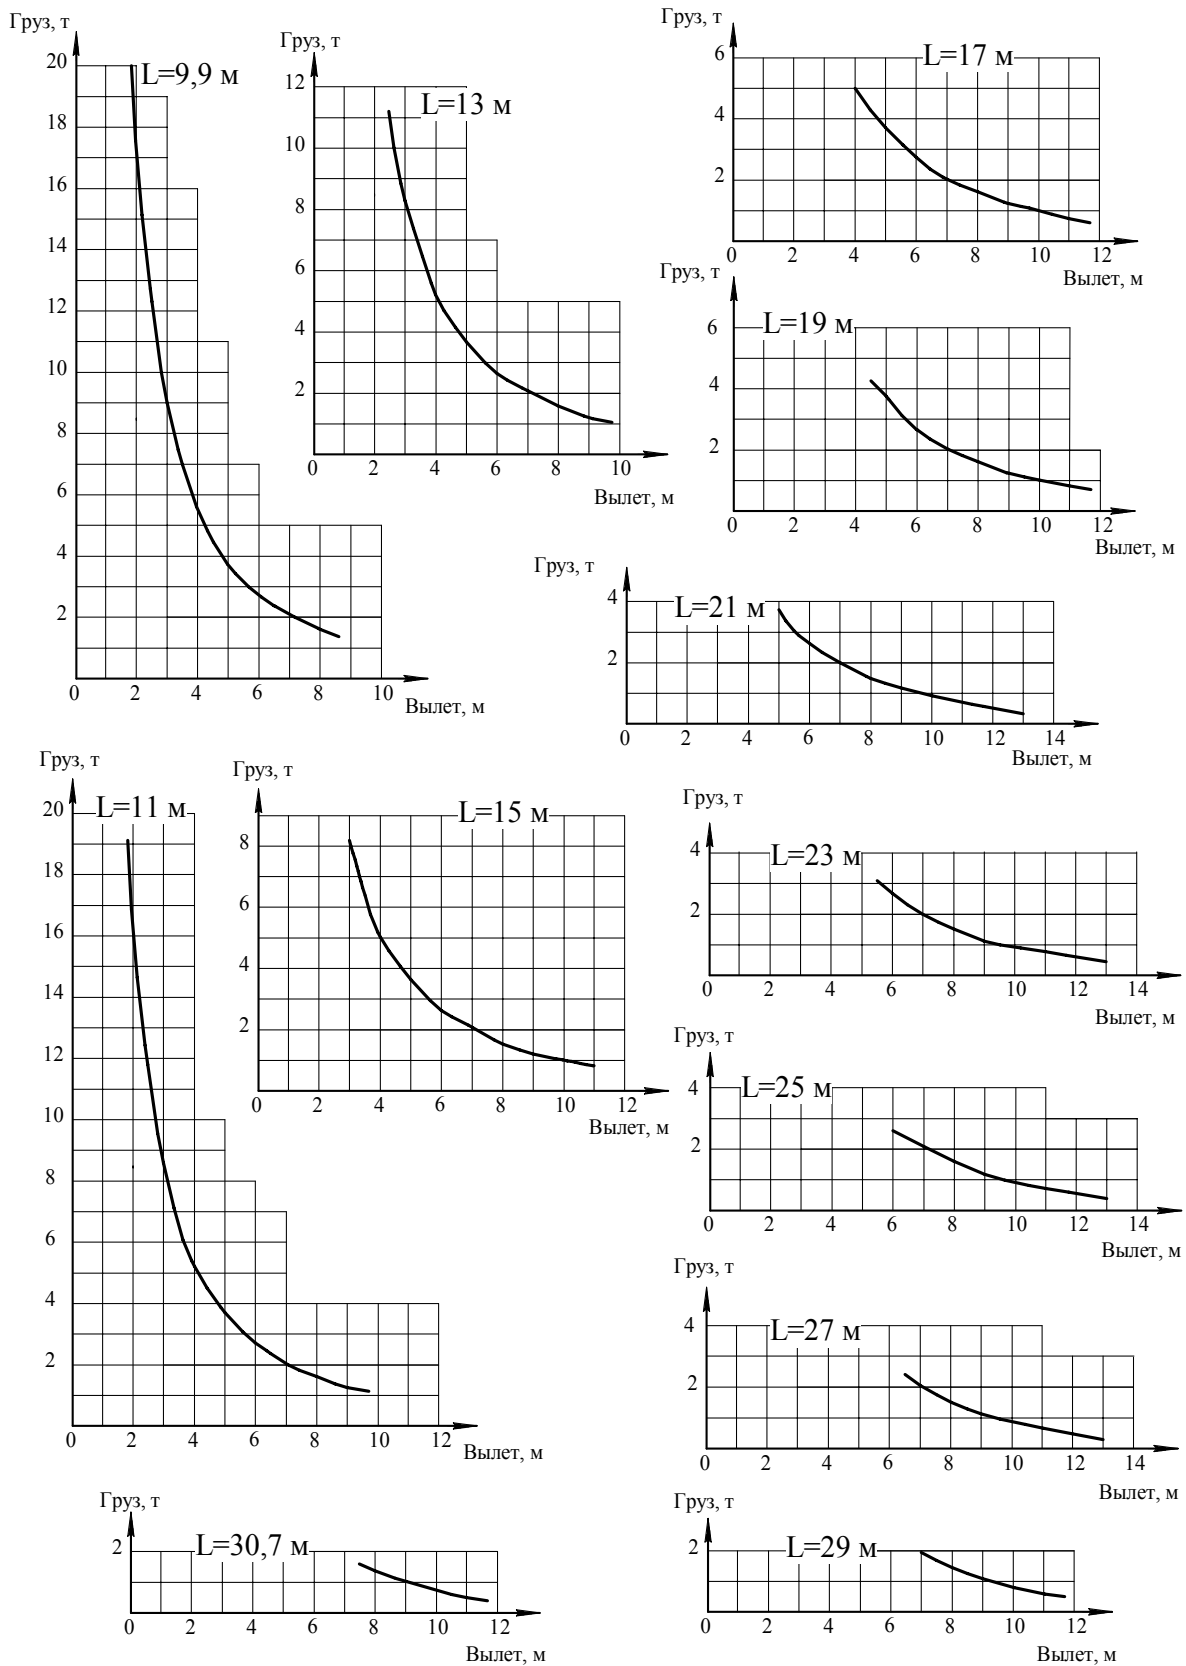 Груз, т
L=9,9 м
20
18
16
14
12
10
8
6
4
2
0 2 4 6 8 10
Вылет, м
Груз, т
L=13 м
12
10
8
6
4
2
0 2 4 6 8 10
Вылет, м
Груз, т
L=17 м
6
4
2
0 2 4 6 8 10 12
Вылет, м
Груз, т
L=19 м
6
4
2
0 2 4 6 8 10 12
Вылет, м
Груз, т
L=21 м
4
2
0 2 4 6 8 10 12 14
Вылет, м
Груз, т
L=11 м
20
18
16
14
12
10
8
6
4
2
0 2 4 6 8 10 12
Вылет, м
Груз, т
L=15 м
8
6
4
2
0 2 4 6 8 10 12
Вылет, м
Груз, т
L=23 м
4
2
0 2 4 6 8 10 12 14
Вылет, м
Груз, т
L=25 м
4
2
0 2 4 6 8 10 12 14
Вылет, м
Груз, т
L=27 м
4
2
0 2 4 6 8 10 12 14
Вылет, м
Груз, т
L=30,7 м
2
0 2 4 6 8 10 12
Вылет, м
Груз, т
L=29 м
2
0 2 4 6 8 10 12
Вылет, м